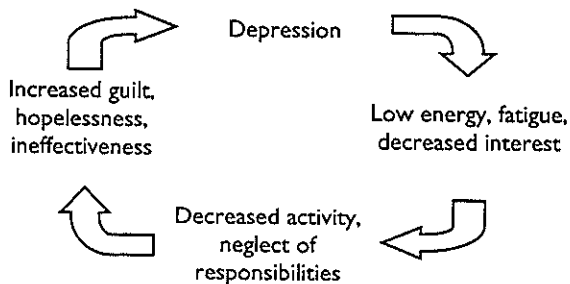 Depression
Low energy, fatigue,
decreased interest
Decreased activity,
neglect of
responsibilities
Increased guilt,
hopelessness,
ineffectiveness